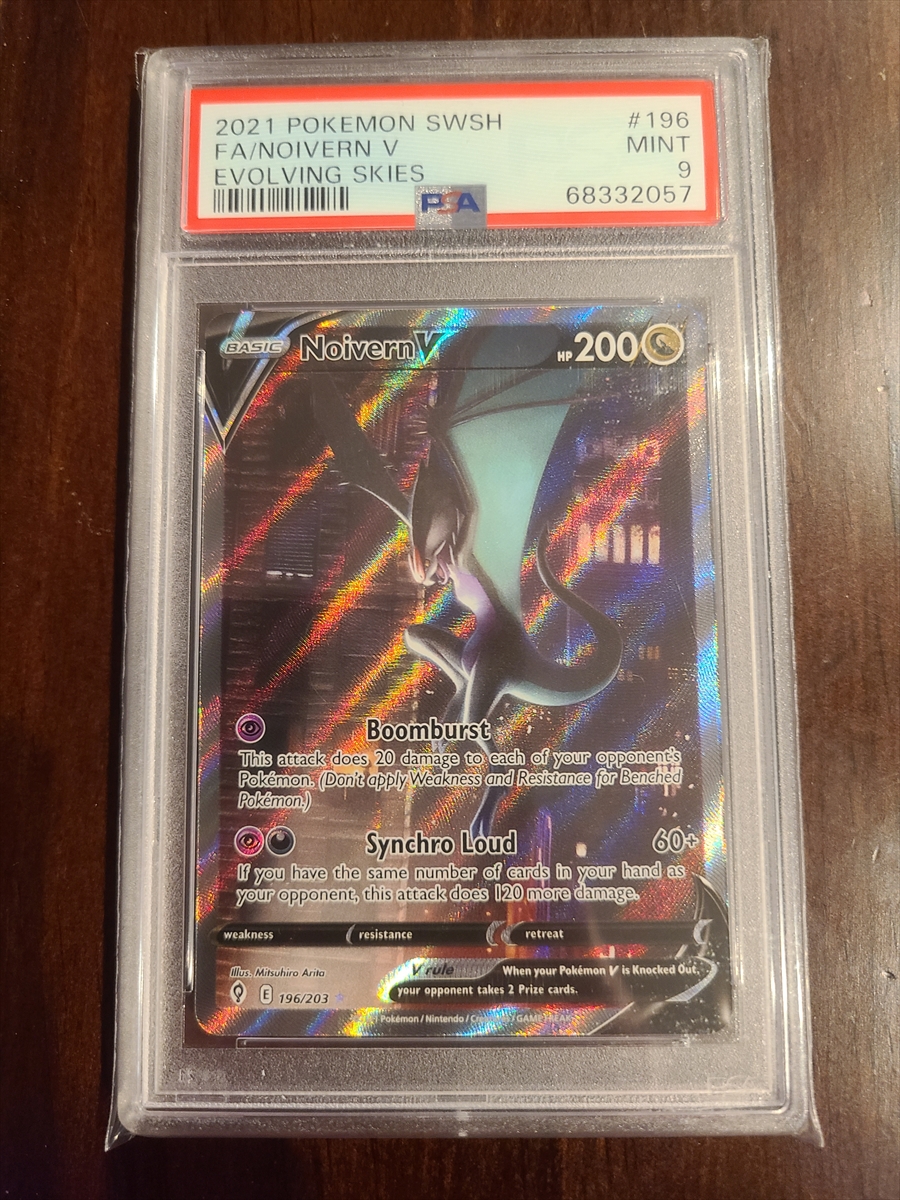 2021 POKEMON SWSH #196
FA/NOIVERN V MINT
EVOLVING SKIES 9
PSA 68332057
BASIC Noivern V HP 200
Boomburst
This attack does 20 damage to each of your opponent's
Pokémon. (Don't apply Weakness and Resistance for Benched
Pokémon.)
Synchro Loud 60+
If you have the same number of cards in your hand as
your opponent, this attack does 120 more damage.
weakness resistance retreat
Illus. Mitsuhiro Arita V rule When your Pokémon V is Knocked Out,
E 196/203 your opponent takes 2 Prize cards.
Pokémon / Nintendo / / GAME FREAK